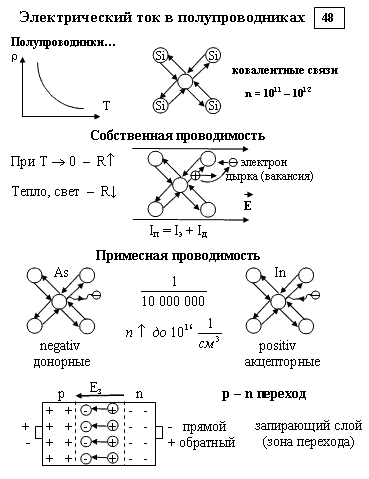 Электрический ток в полупроводниках 48
Полупроводники...
ρ
T
Si Si
Si Si
ковалентные связи
n = 10¹¹ – 10¹²
Собственная проводимость
При T → 0 – R↑
Тепло, свет – R↓
⊖ электрон
⊕ дырка (вакансия)
E
Iп = Iэ + Iд
Примесная проводимость
As
1
10 000 000
In
n ↑ до 10¹⁶ 1
см³
negativ
донорные
positiv
акцепторные
p Eз n
p – n переход
+ + - + - -
+ + - + - -
+ + - + - -
+ + - + - -
+ - прямой
- + обратный
запирающий слой
(зона перехода)